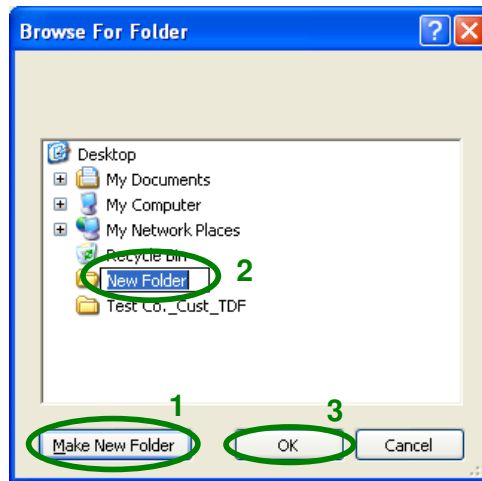 Browse For Folder
Desktop
My Documents
My Computer
My Network Places
Recycle Bin
New Folder
2
Test Co._Cust_TDF
1
3
Make New Folder
OK
Cancel